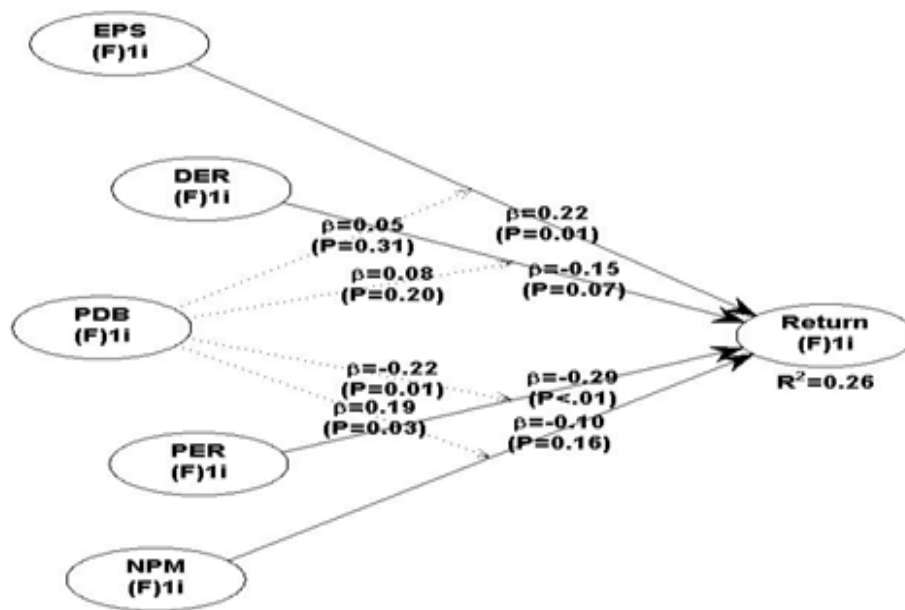 EPS
(F)1i
DER
(F)1i
β=0.05
(P=0.31)
β=0.22
(P=0.01)
β=0.08
(P=0.20)
β=-0.15
(P=0.07)
PDB
(F)1i
Return
(F)1i
R²=0.26
β=-0.22
(P=0.01)
β=-0.29
(P<.01)
β=0.19
(P=0.03)
β=-0.10
(P=0.16)
PER
(F)1i
NPM
(F)1i